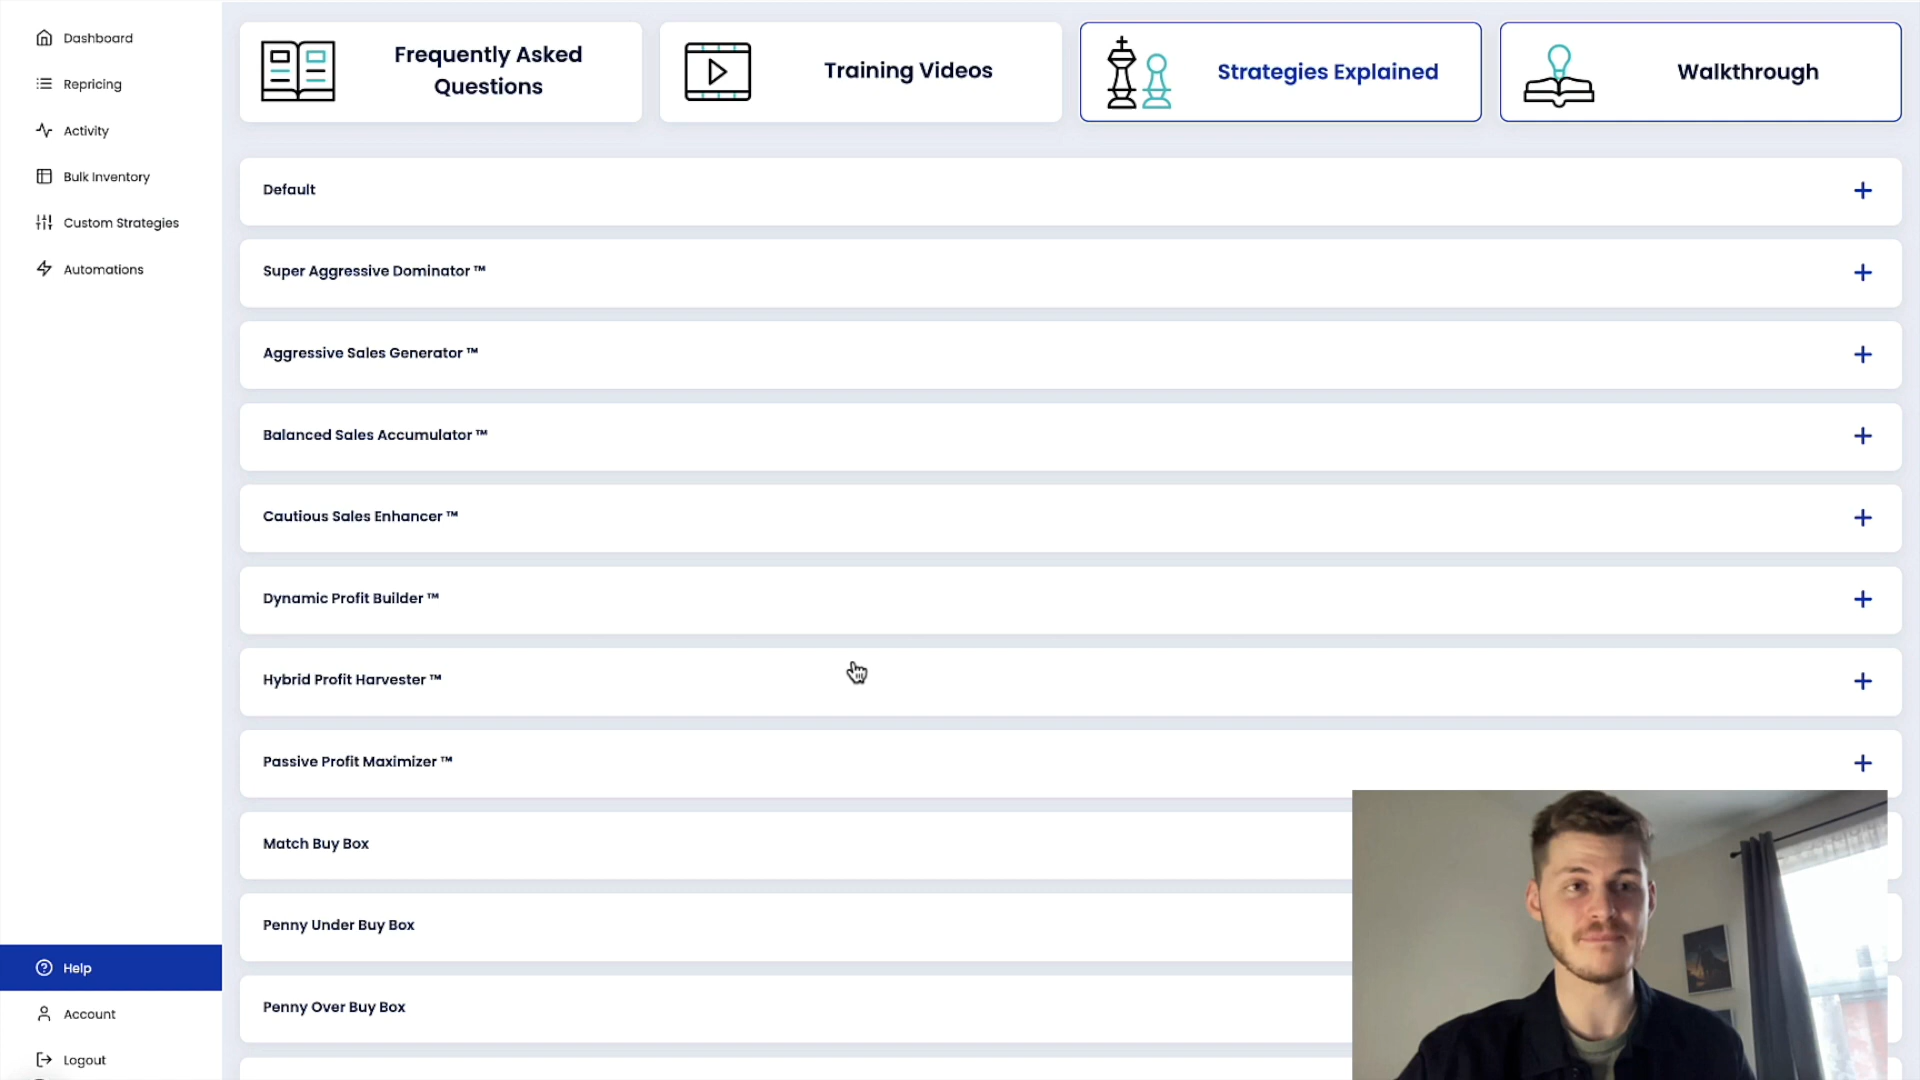 Dashboard
Repricing
Activity
Bulk Inventory
Custom Strategies
Automations
Help
Account
Logout
Frequently Asked
Questions
Training Videos
Strategies Explained
Walkthrough
Default
Super Aggressive Dominator ™
Aggressive Sales Generator ™
Balanced Sales Accumulator ™
Cautious Sales Enhancer ™
Dynamic Profit Builder ™
Hybrid Profit Harvester ™
Passive Profit Maximizer ™
Match Buy Box
Penny Under Buy Box
Penny Over Buy Box